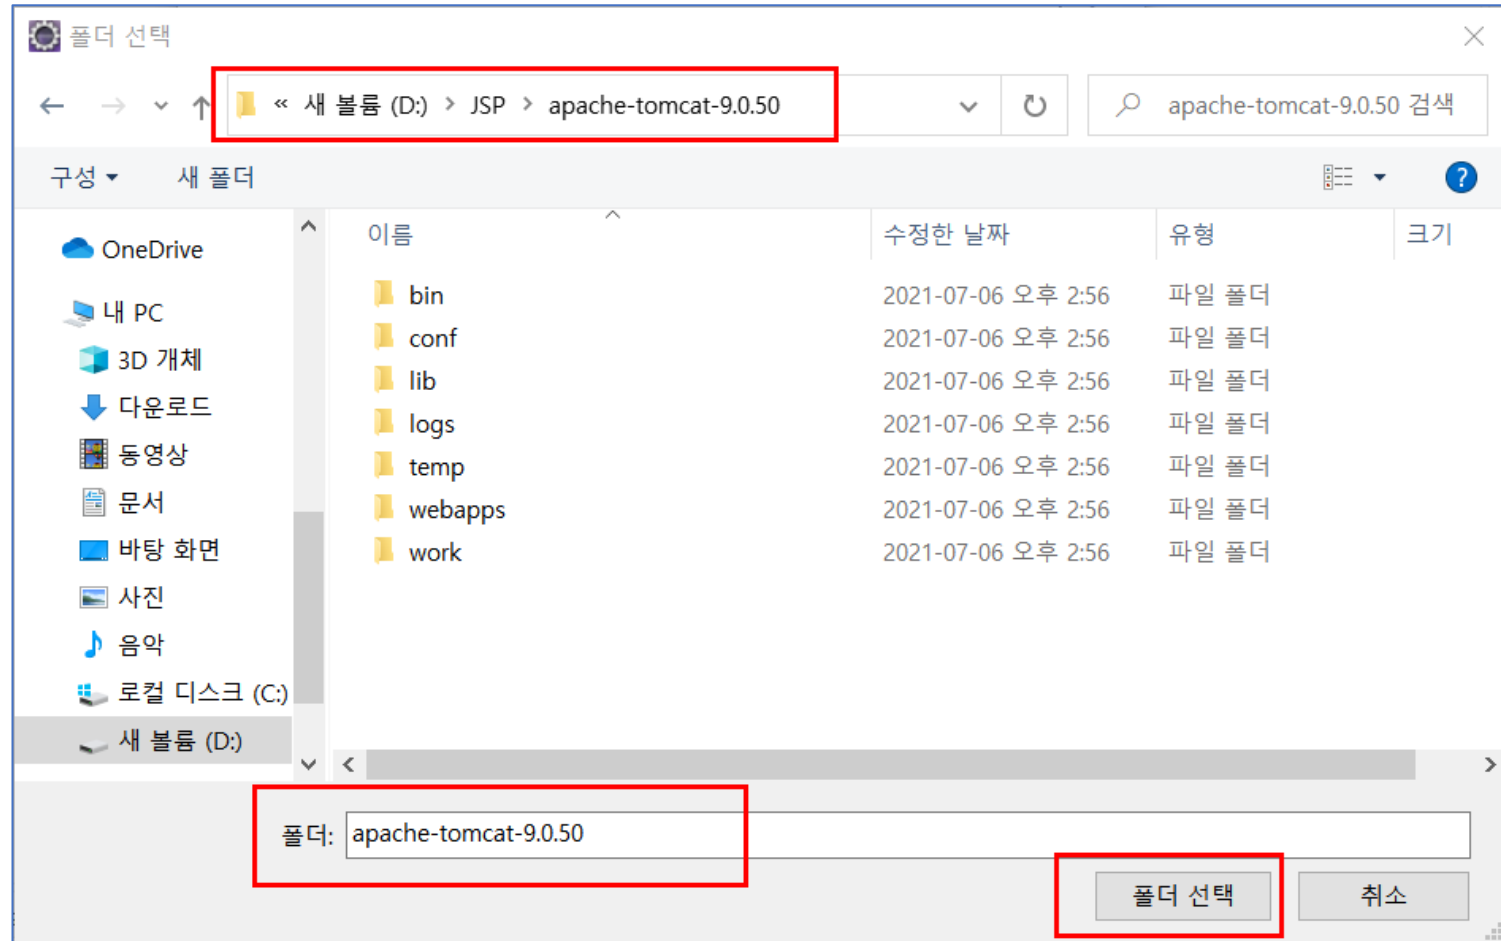 폴더 선택
« 새 볼륨 (D:) > JSP > apache-tomcat-9.0.50
apache-tomcat-9.0.50 검색
구성
새 폴더
?
OneDrive
내 PC
3D 개체
다운로드
동영상
문서
바탕 화면
사진
음악
로컬 디스크 (C:)
새 볼륨 (D:)
이름 수정한 날짜 유형 크기
bin 2021-07-06 오후 2:56 파일 폴더
conf 2021-07-06 오후 2:56 파일 폴더
lib 2021-07-06 오후 2:56 파일 폴더
logs 2021-07-06 오후 2:56 파일 폴더
temp 2021-07-06 오후 2:56 파일 폴더
webapps 2021-07-06 오후 2:56 파일 폴더
work 2021-07-06 오후 2:56 파일 폴더
폴더: apache-tomcat-9.0.50
폴더 선택
취소